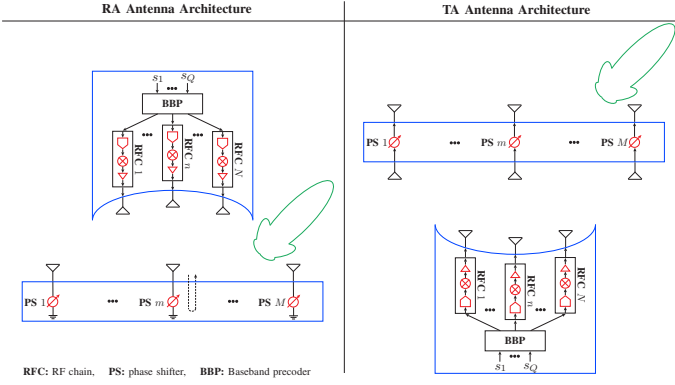 RA Antenna Architecture
TA Antenna Architecture
s1 ••• sQ
BBP
••• •••
RFC 1
RFC n
RFC N
PS 1 ••• PS m ••• PS M
PS 1 ••• PS m ••• PS M
RFC 1
RFC n
RFC N
••• •••
BBP
s1 ••• sQ
RFC: RF chain, PS: phase shifter, BBP: Baseband precoder